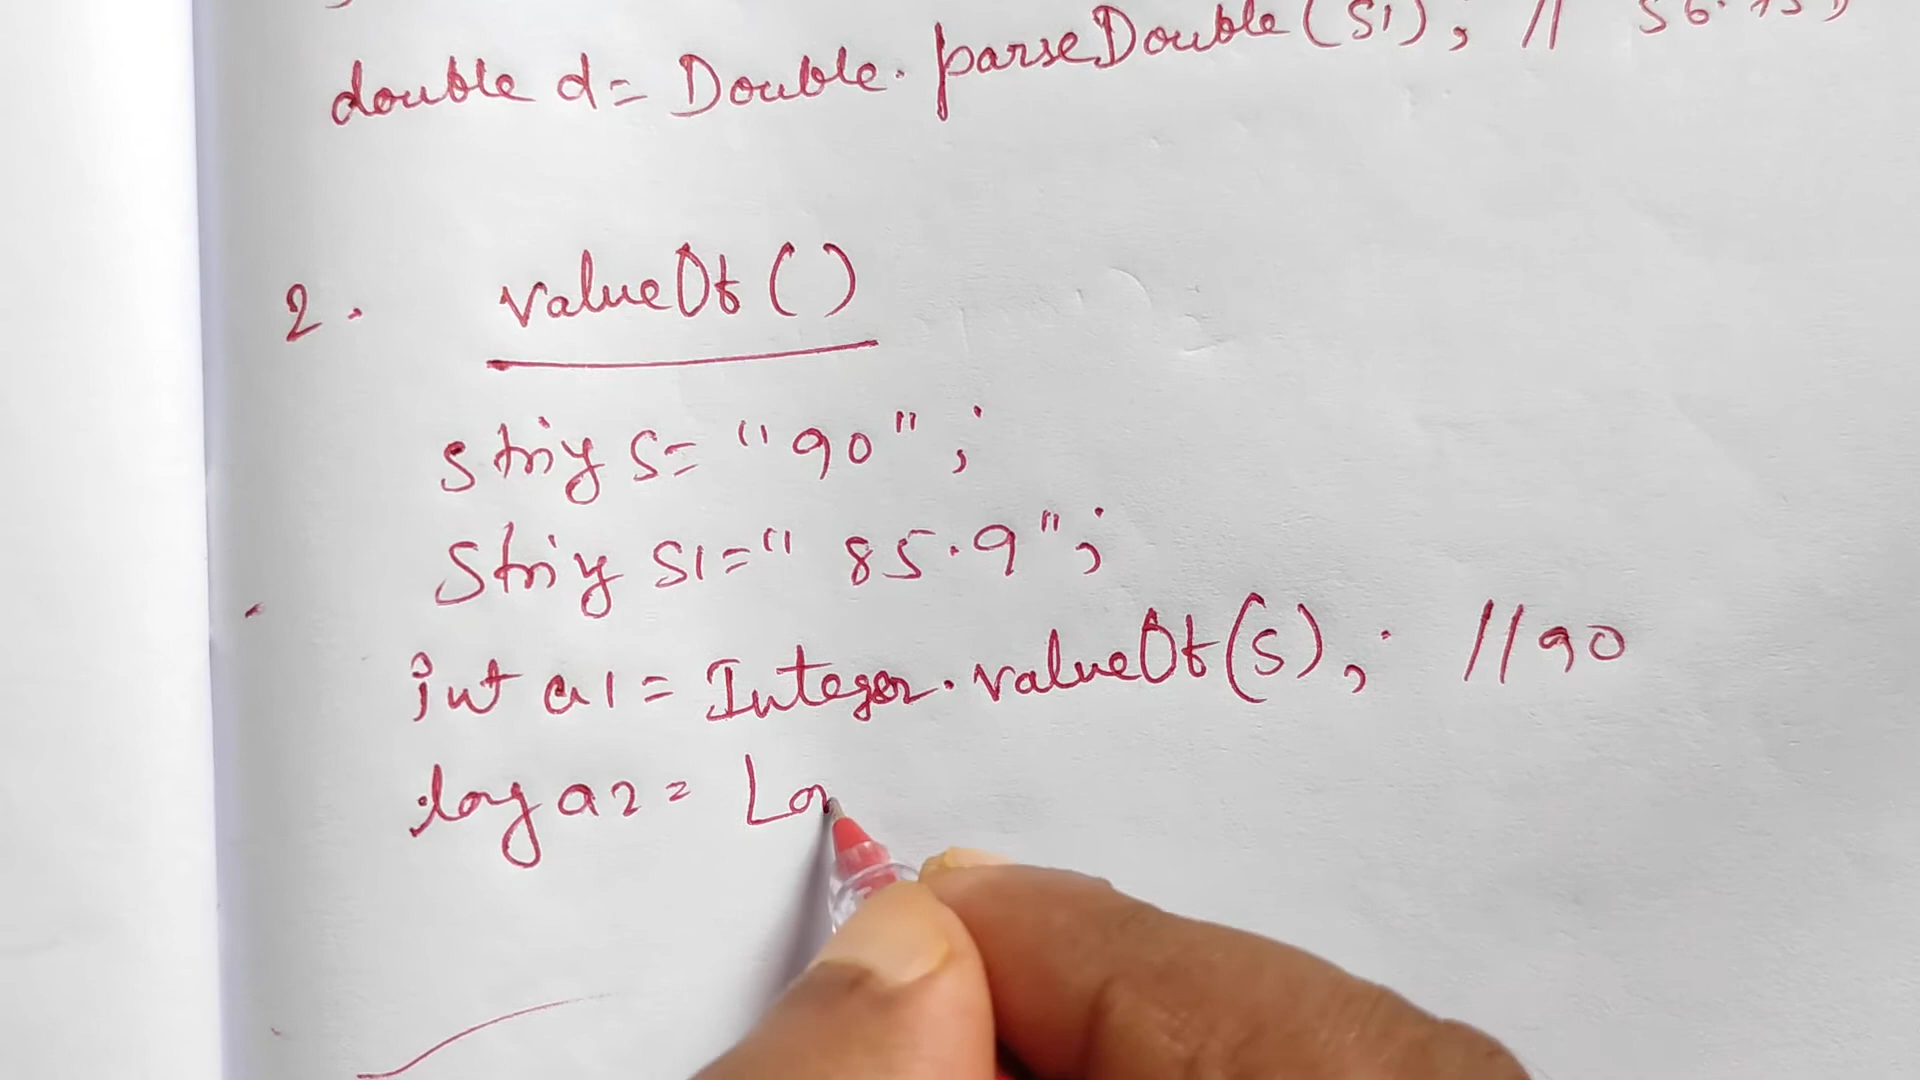 double d= Double.parseDouble(S1); //
2. valueOf()
String S= "90";
String S1= "85.9";
int a1= Integer.valueOf(S); //90
long a2= Lon